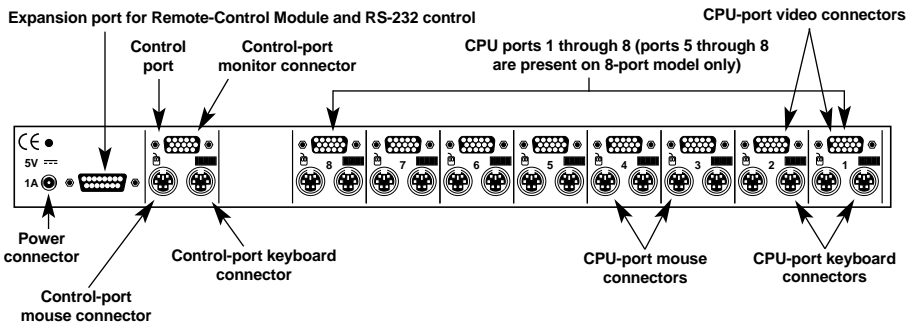 Expansion port for Remote-Control Module and RS-232 control
CPU-port video connectors
Control
port
Control-port
monitor connector
CPU ports 1 through 8 (ports 5 through 8
are present on 8-port model only)
CE
5V
1A
8
7
6
5
4
3
2
1
Power
connector
Control-port keyboard
connector
CPU-port mouse
connectors
CPU-port keyboard
connectors
Control-port
mouse connector